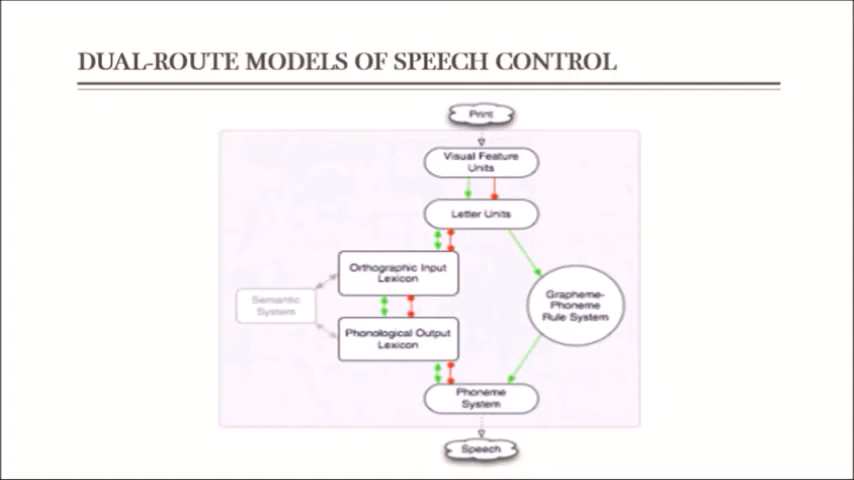 DUAL-ROUTE MODELS OF SPEECH CONTROL
Print
Visual Feature
Units
Letter Units
Orthographic Input
Lexicon
Semantic
System
Grapheme-
Phoneme
Rule System
Phonological Output
Lexicon
Phoneme
System
Speech